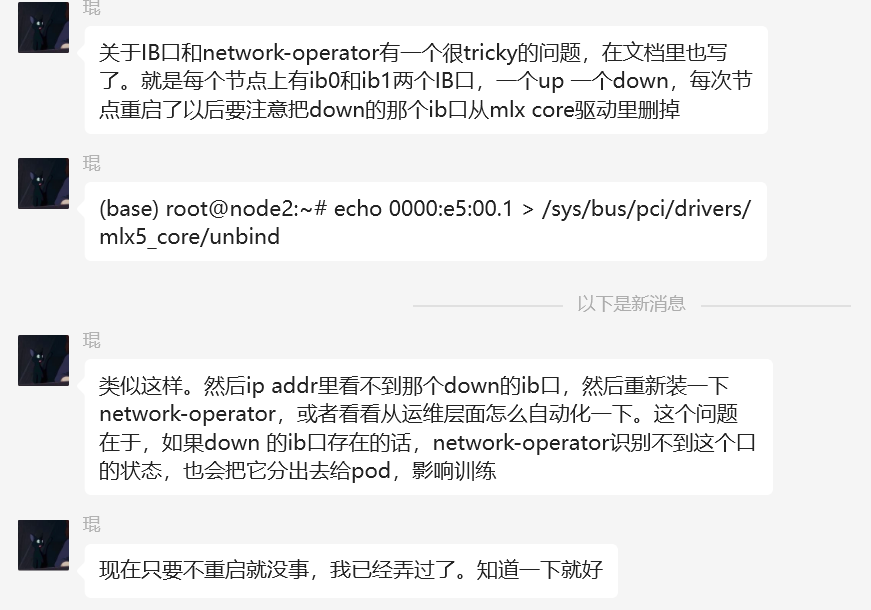 琨
关于IB口和network-operator有一个很tricky的问题，在文档里也写
了。就是每个节点上有ib0和ib1两个IB口，一个up 一个down，每次节
点重启了以后要注意把down的那个ib口从mlx core驱动里删掉
琨
(base) root@node2:~# echo 0000:e5:00.1 > /sys/bus/pci/drivers/
mlx5_core/unbind
以下是新消息
琨
类似这样。然后ip addr里看不到那个down的ib口，然后重新装一下
network-operator，或者看看从运维层面怎么自动化一下。这个问题
在于，如果down 的ib口存在的话，network-operator识别不到这个口
的状态，也会把它分出去给pod，影响训练
琨
现在只要不重启就没事，我已经弄过了。知道一下就好